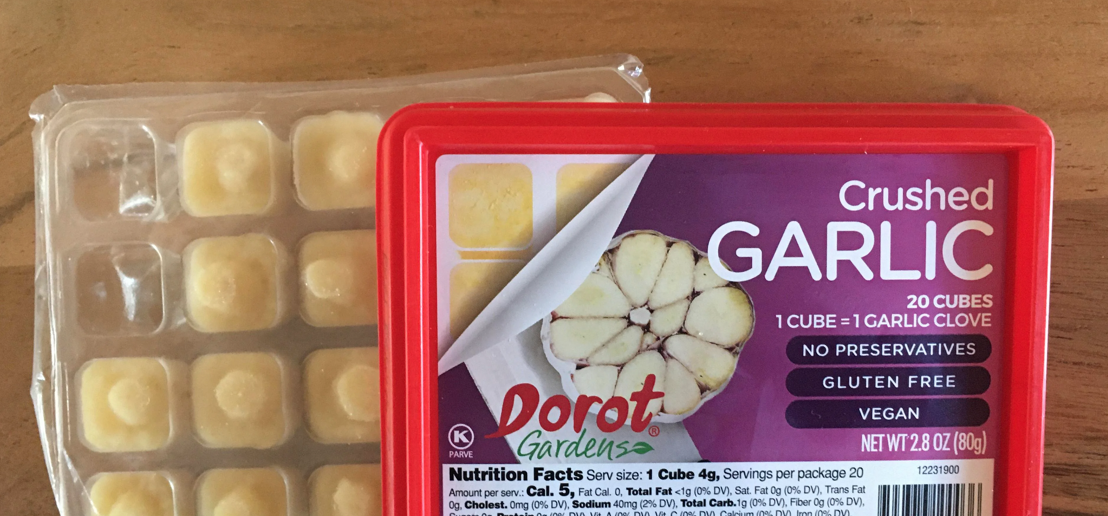 Crushed
GARLIC
20 CUBES
1 CUBE = 1 GARLIC CLOVE
NO PRESERVATIVES
GLUTEN FREE
VEGAN
NET WT 2.8 OZ (80g)
Dorot®
Gardens
K
PARVE
Nutrition Facts Serv size: 1 Cube 4g, Servings per package 20
12231900
Amount per serv.: Cal. 5, Fat Cal. 0, Total Fat <1g (0% DV), Sat. Fat 0g (0% DV), Trans Fat
0g, Cholest. 0mg (0% DV), Sodium 40mg (2% DV), Total Carb.1g (0% DV), Fiber 0g (0% DV),